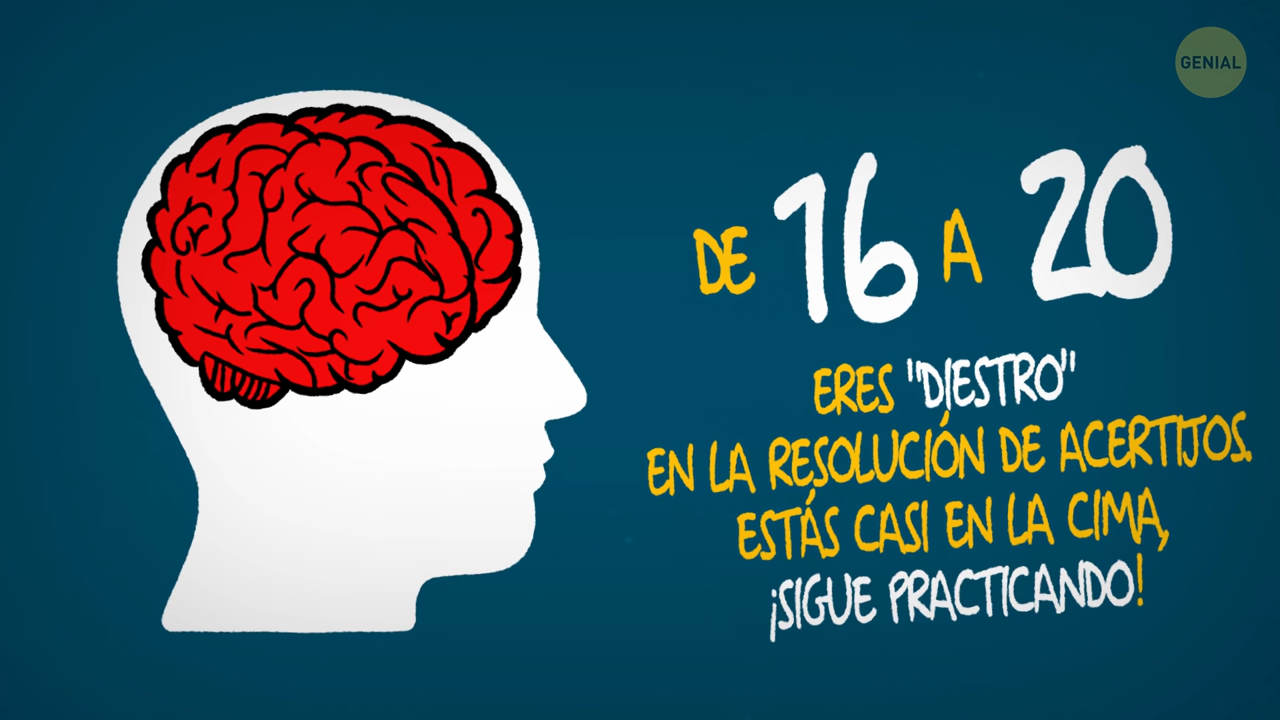 GENIAL
DE 16 A 20
ERES "DIESTRO"
EN LA RESOLUCIÓN DE ACERTIJOS.
ESTÁS CASI EN LA CIMA,
¡SIGUE PRACTICANDO!